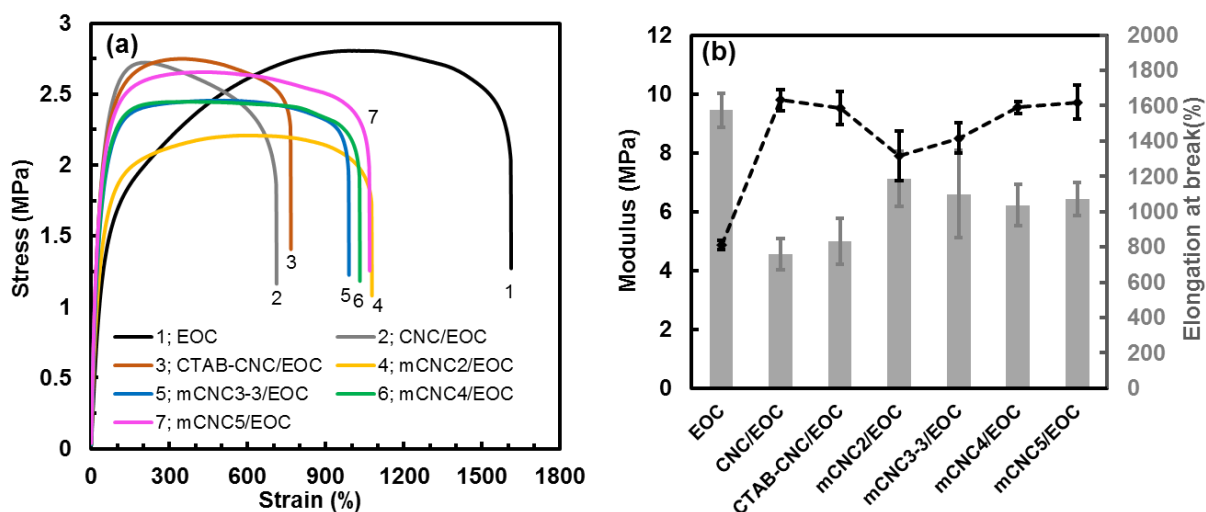 (a)
Stress (MPa)
3
2.5
2
1.5
1
0.5
0
0 300 600 900 1200 1500 1800
Strain (%)
1
2
3
4
5
6
7
1; EOC
2; CNC/EOC
3; CTAB-CNC/EOC
4; mCNC2/EOC
5; mCNC3-3/EOC
6; mCNC4/EOC
7; mCNC5/EOC
(b)
Modulus (MPa)
12
10
8
6
4
2
0
Elongation at break(%)
2000
1800
1600
1400
1200
1000
800
600
400
200
0
EOC
CNC/EOC
CTAB-CNC/EOC
mCNC2/EOC
mCNC3-3/EOC
mCNC4/EOC
mCNC5/EOC